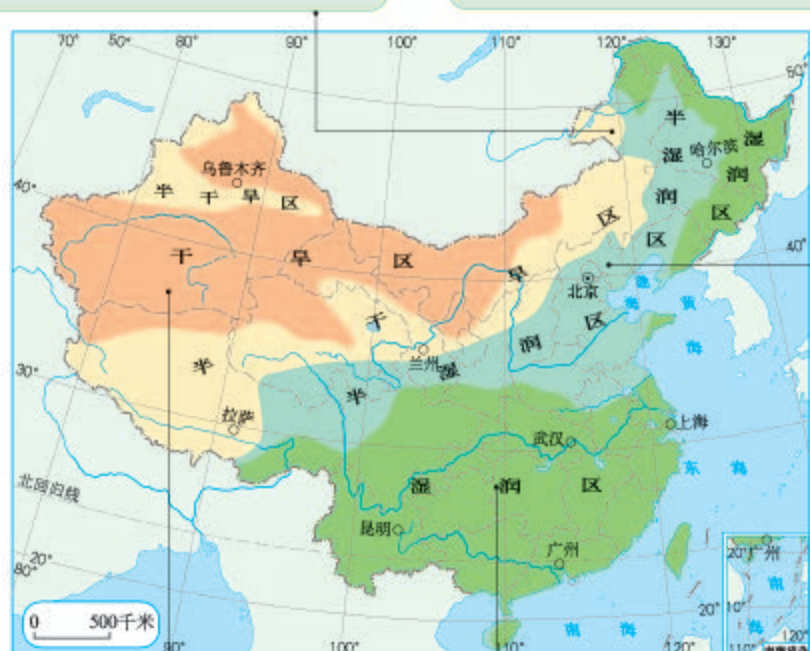 70°
50°
80°
90°
100°
110°
120°
130°
50°
半湿润区
哈尔滨
湿润区
乌鲁木齐
半干旱区
40°
干旱区
半干旱区
40°
北京
渤海
黄海
半湿润区
兰州
30°
半
拉萨
武汉
上海
东海
北回归线
湿润区
昆明
广州
20°
80°
20°
广州
20°
10°
南海
南海
0 500千米
90°
100°
110°
120°
110°
120°